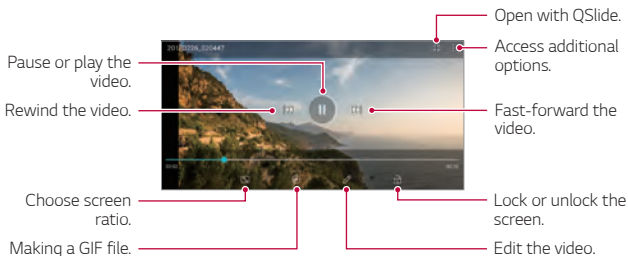 Open with QSlide.
Access additional
options.
Pause or play the
video.
Rewind the video.
Fast-forward the
video.
Choose screen
ratio.
Lock or unlock the
screen.
Making a GIF file.
Edit the video.